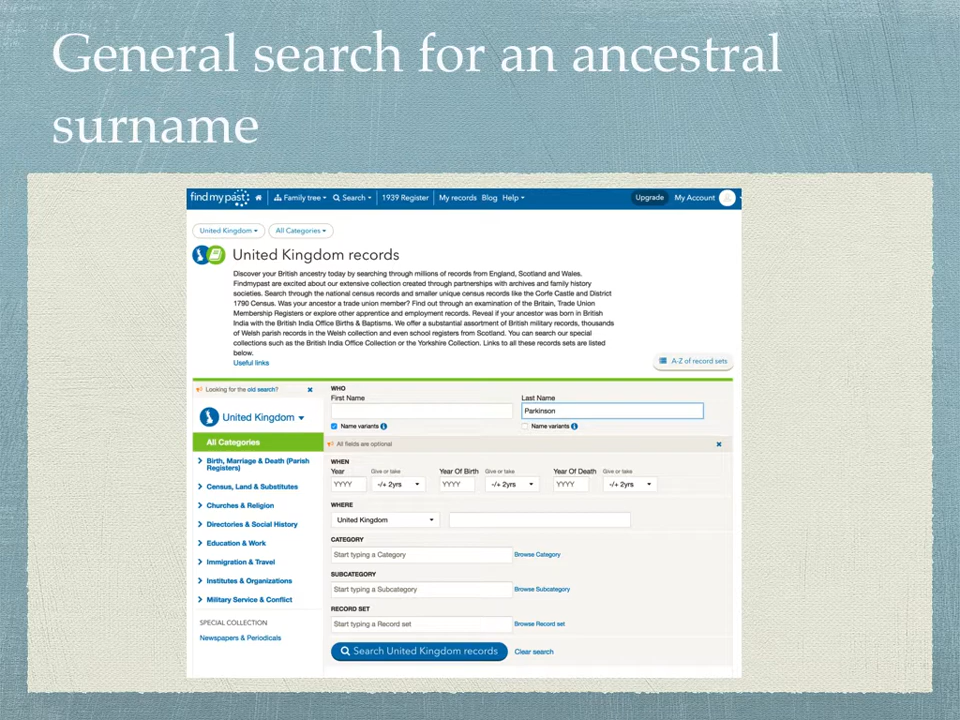 General search for an ancestral
surname
findmypast Family tree Search 1939 Register My records Blog Help Upgrade My Account
United Kingdom All Categories
United Kingdom records
Discover your British ancestry today by searching through millions of records from England, Scotland and Wales.
Findmypast are excited about our extensive collection created through partnerships with archives and family history
societies. Search through the national census records and smaller unique census records like the Corfe Castle and District
1790 Census. Was your ancestor a trade union member? Find out through an examination of the Britain, Trade Union
Membership Registers or explore other apprentice and employment records. Reveal if your ancestor was born in British
India with the British India Office Births & Baptisms. We offer a substantial assortment of British military records, thousands
of Welsh parish records in the Welsh collection and even school registers from Scotland. You can search our special
collections such as the British India Office Collection or the Yorkshire Collection. Links to all these records sets are listed
below.
Useful links
A-Z of record sets
Looking for the old search?
United Kingdom
All Categories
Birth, Marriage & Death (Parish
Registers)
Census, Land & Substitutes
Churches & Religion
Directories & Social History
Education & Work
Immigration & Travel
Institutes & Organizations
Military Service & Conflict
SPECIAL COLLECTION
Newspapers & Periodicals
WHO
First Name Last Name
Parkinson
Name variants Name variants
All fields are optional
WHEN
Year Give or take Year Of Birth Give or take Year Of Death Give or take
YYYY -/+ 2yrs YYYY -/+ 2yrs YYYY -/+ 2yrs
WHERE
United Kingdom
CATEGORY
Start typing a Category Browse Category
SUBCATEGORY
Start typing a Subcategory Browse Subcategory
RECORD SET
Start typing a Record set Browse Record set
Search United Kingdom records Clear search